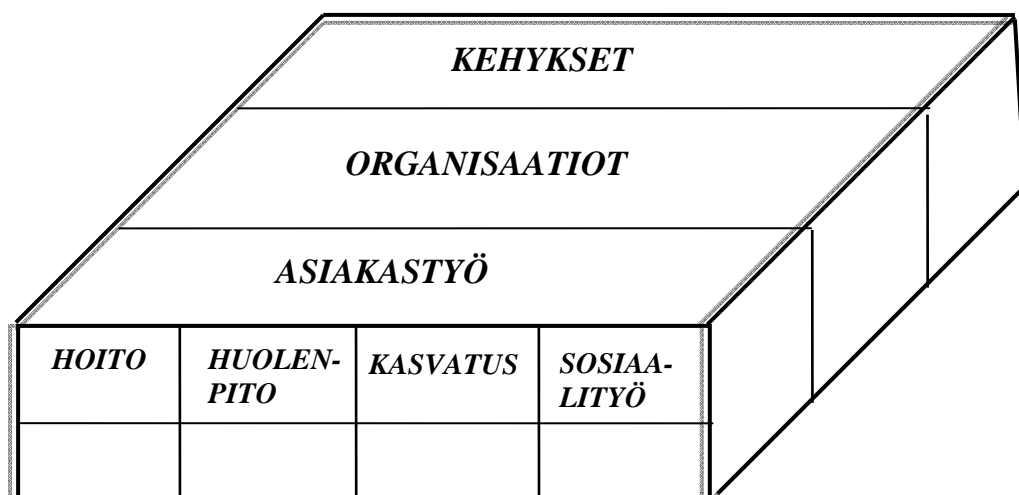 KEHYKSET
ORGANISAATIOT
ASIAKASTYÖ
HOITO
HUOLEN-
PITO
KASVATUS
SOSIAA-
LITYÖ